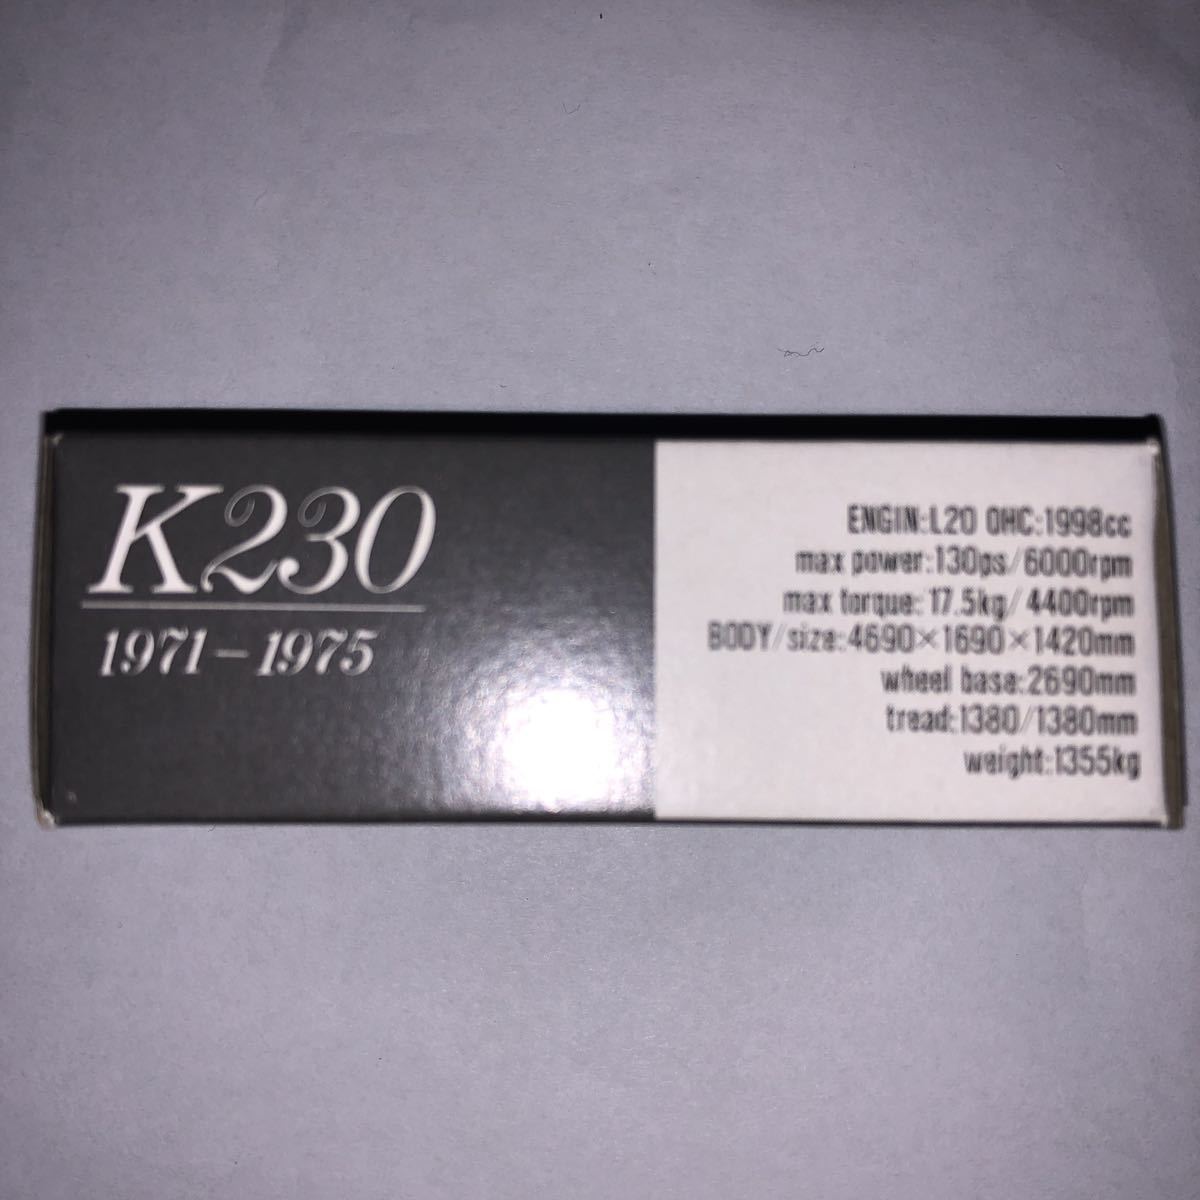 K230
1971-1975
ENGIN:L20 OHC:1998cc
max power:130ps/6000rpm
max torque: 17.5kg/4400rpm
BODY/size:4690×1690×1420mm
wheel base:2690mm
tread:1380/1380mm
weight:1355kg